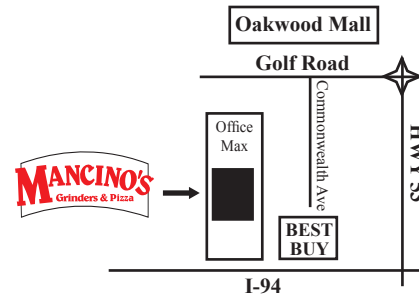 Oakwood Mall
Golf Road
Commonwealth Ave
HWY 53
Office
Max
MANCINO'S
Grinders & Pizza
BEST
BUY
I-94